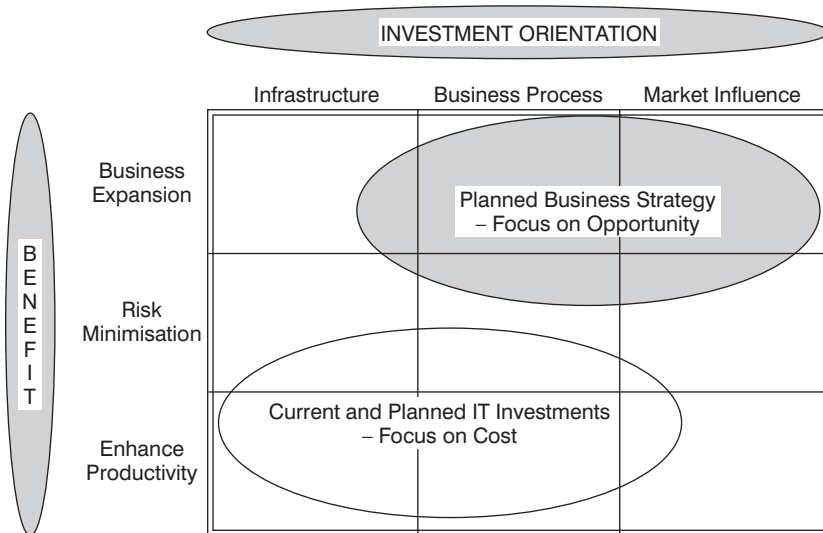 INVESTMENT ORIENTATION
Infrastructure
Business Process
Market Influence
BENEFIT
Business
Expansion
Planned Business Strategy
– Focus on Opportunity
Risk
Minimisation
Current and Planned IT Investments
– Focus on Cost
Enhance
Productivity